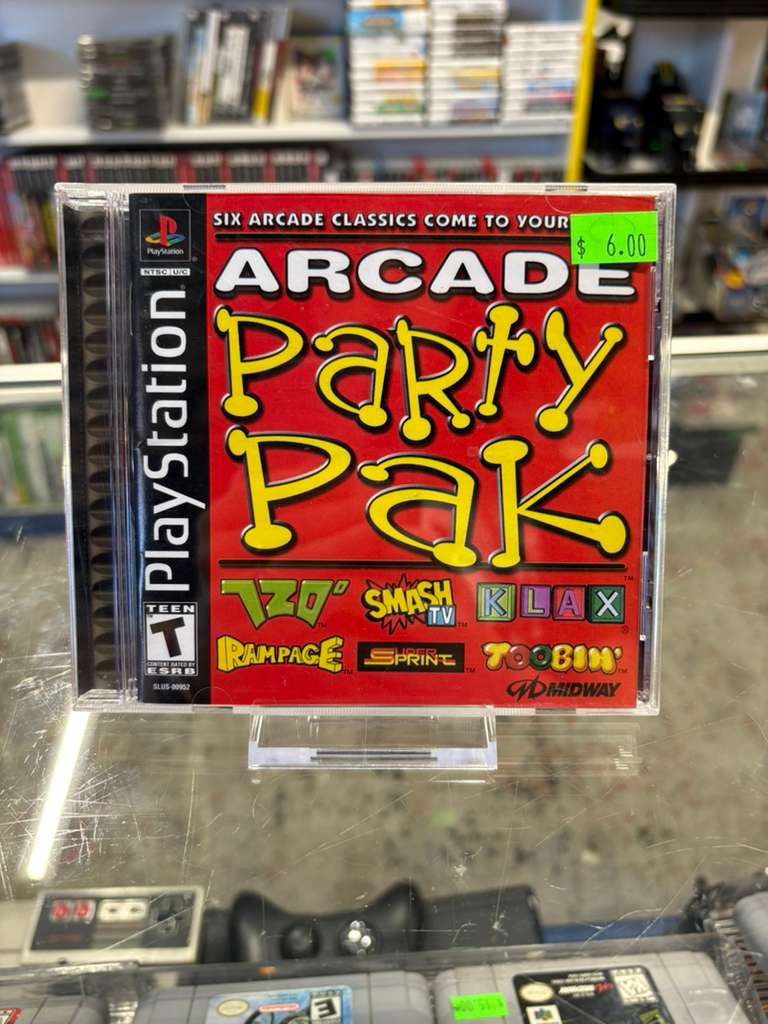 SIX ARCADE CLASSICS COME TO YOUR
$ 6.00
PlayStation
NTSC U/C
ARCADE
PaRty
Pak
PlayStation
720°
SMASH TV
KLAX
RAMPAGE
SUPER SPRINT
TOOBIN'
MIDWAY
TEEN
T
CONTENT RATED BY
ESRB
SLUS-00952
E